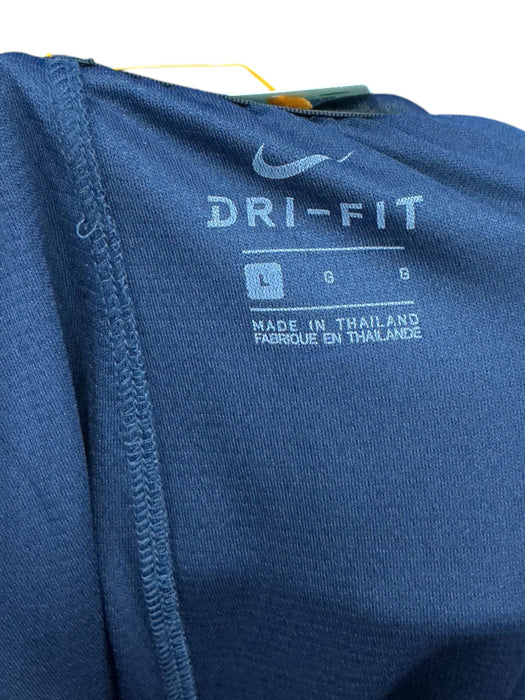 DRI-FIT
L G G
MADE IN THAILAND
FABRIQUE EN THAILANDE